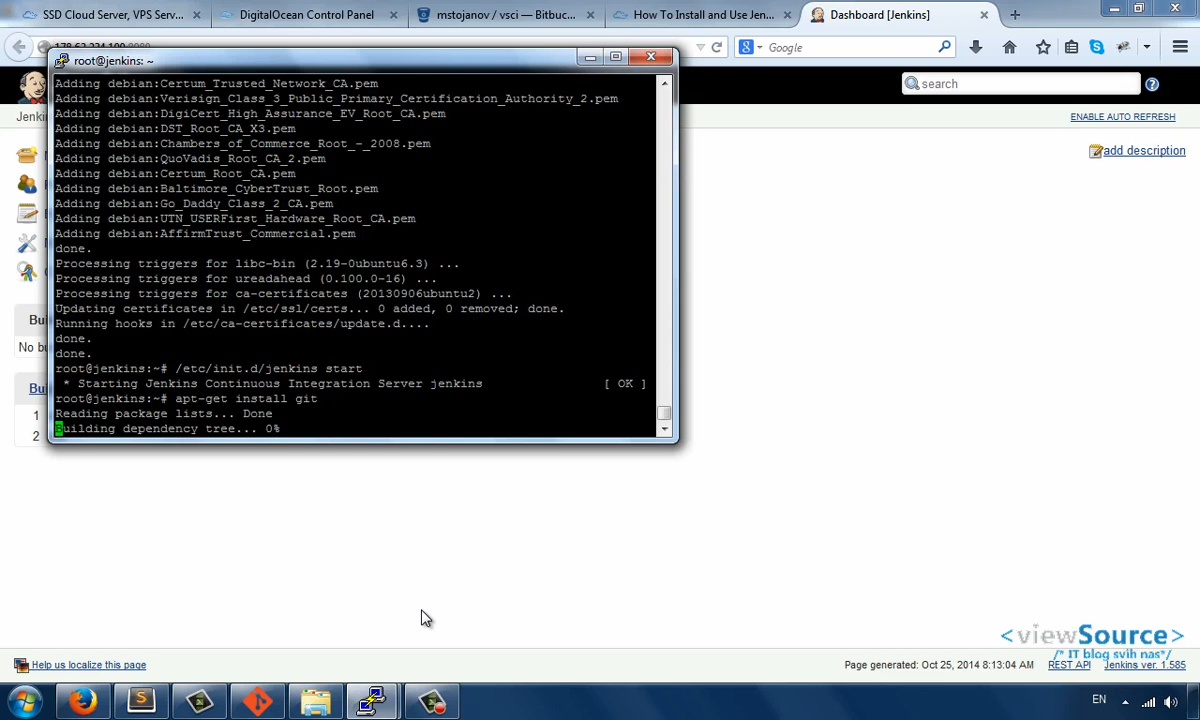 SSD Cloud Server, VPS Serv...
DigitalOcean Control Panel
mstojanov / vsci — Bitbuc...
How To Install and Use Jen...
Dashboard [Jenkins]
Google
root@jenkins: ~
search
Jenki
ENABLE AUTO REFRESH
add description
Adding debian:Certum_Trusted_Network_CA.pem
Adding debian:Verisign_Class_3_Public_Primary_Certification_Authority_2.pem
Adding debian:DigiCert_High_Assurance_EV_Root_CA.pem
Adding debian:DST_Root_CA_X3.pem
Adding debian:Chambers_of_Commerce_Root_-_2008.pem
Adding debian:QuoVadis_Root_CA_2.pem
Adding debian:Certum_Root_CA.pem
Adding debian:Baltimore_CyberTrust_Root.pem
Adding debian:Go_Daddy_Class_2_CA.pem
Adding debian:UTN_USERFirst_Hardware_Root_CA.pem
Adding debian:AffirmTrust_Commercial.pem
done.
Processing triggers for libc-bin (2.19-0ubuntu6.3) ...
Processing triggers for ureadahead (0.100.0-16) ...
Processing triggers for ca-certificates (20130906ubuntu2) ...
Updating certificates in /etc/ssl/certs... 0 added, 0 removed; done.
Running hooks in /etc/ca-certificates/update.d....
done.
done.
root@jenkins:~# /etc/init.d/jenkins start
* Starting Jenkins Continuous Integration Server jenkins [ OK ]
root@jenkins:~# apt-get install git
Reading package lists... Done
Building dependency tree... 0%
Bui
No bu
Bu
1
2
<viewSource>
/* IT blog svih nas*/
Help us localize this page
Page generated: Oct 25, 2014 8:13:04 AM
REST API
Jenkins ver. 1.585
EN